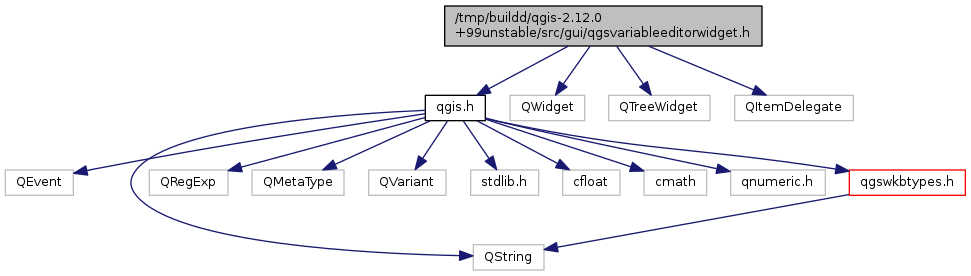 /tmp/buildd/qgis-2.12.0
+99unstable/src/gui/qgsvariableeditorwidget.h
qgis.h
QWidget
QTreeWidget
QItemDelegate
QEvent
QRegExp
QMetaType
QVariant
stdlib.h
cfloat
cmath
qnumeric.h
qgswkbtypes.h
QString